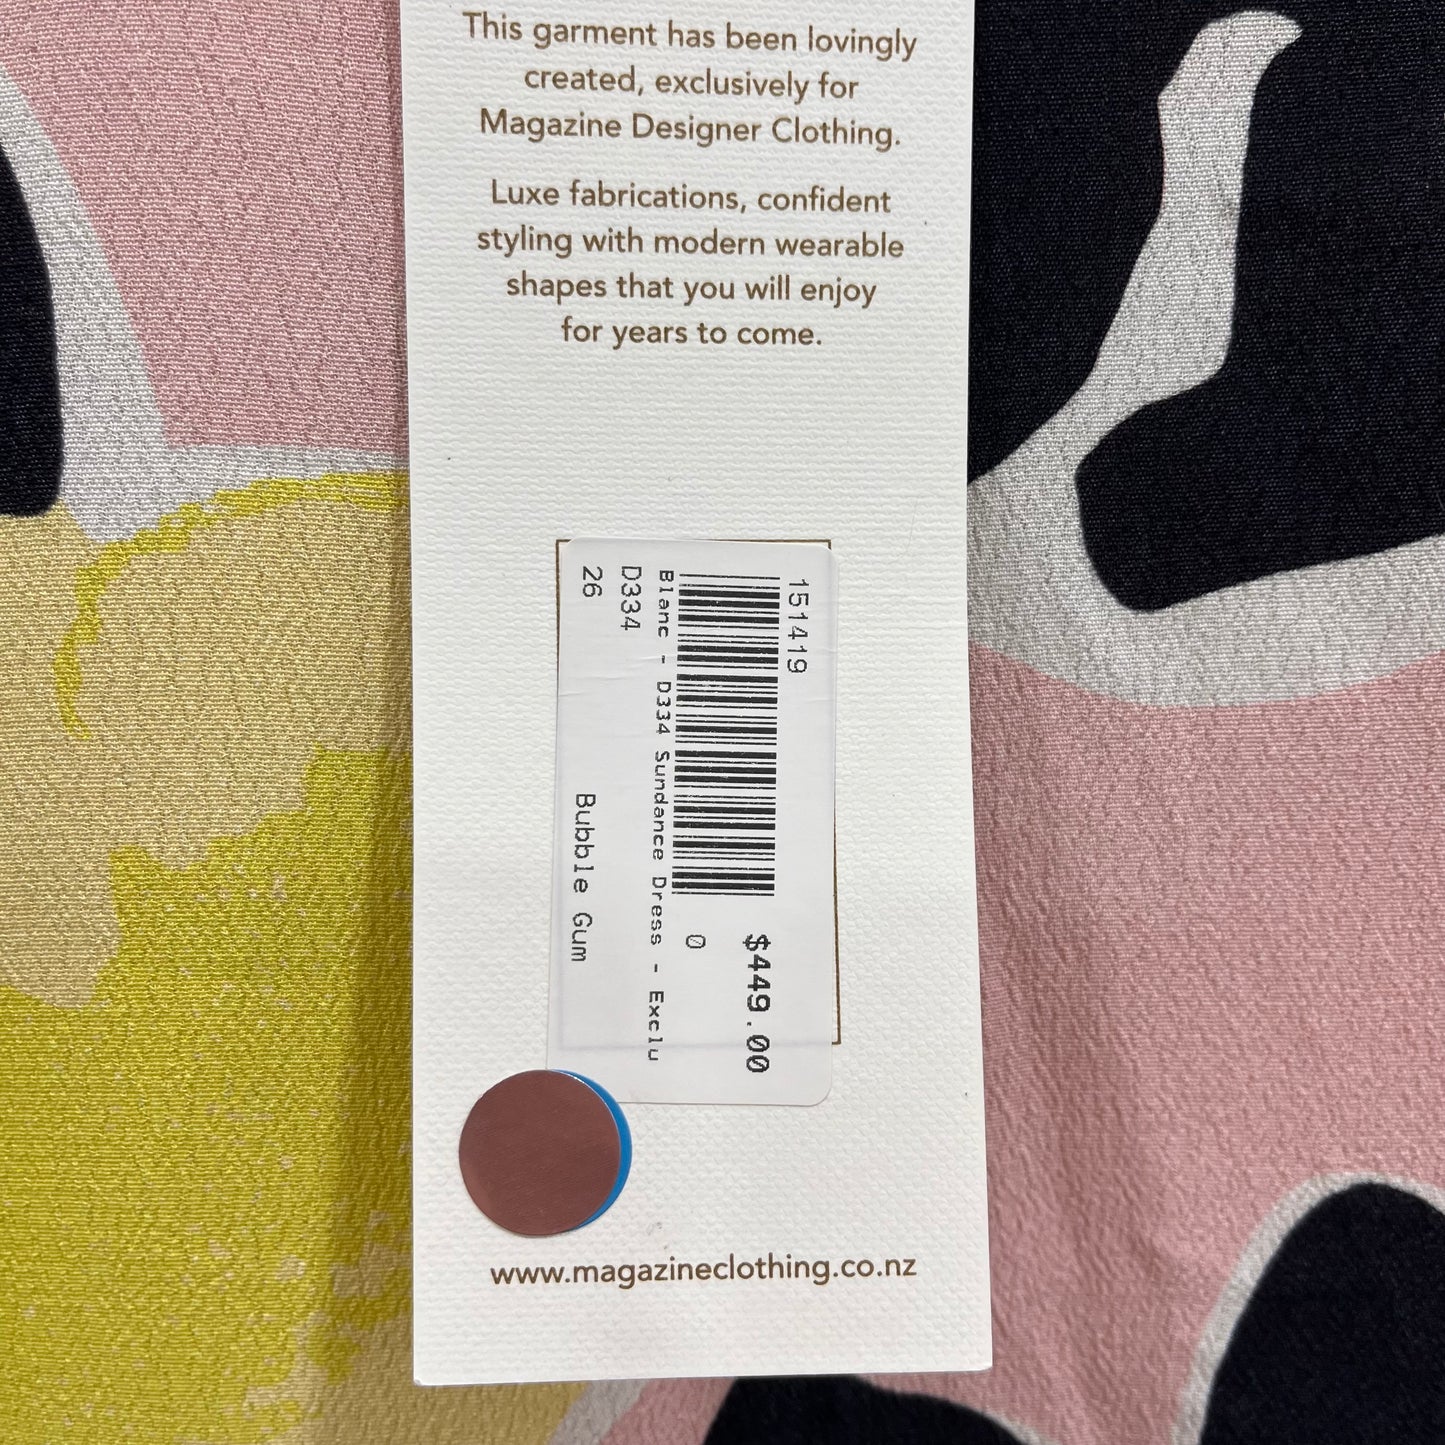 This garment has been lovingly
created, exclusively for
Magazine Designer Clothing.
Luxe fabrications, confident
styling with modern wearable
shapes that you will enjoy
for years to come.
151419
$449.00
0
Blanc - D334 Sundance Dress - Exclu
D334
26 Bubble Gum
www.magazineclothing.co.nz